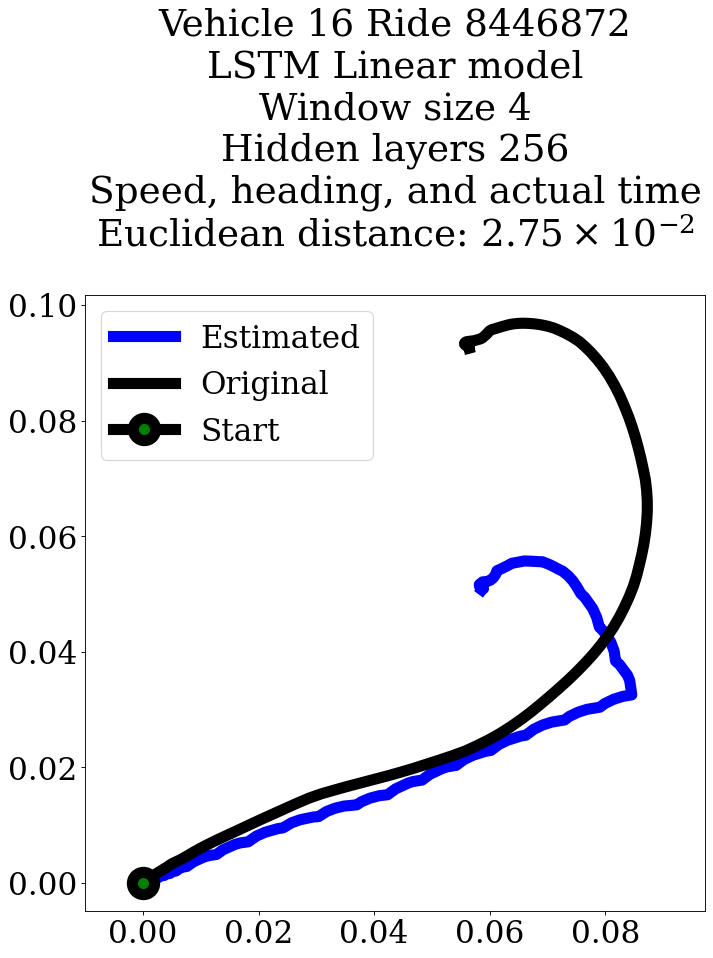 Vehicle 16 Ride 8446872
LSTM Linear model
Window size 4
Hidden layers 256
Speed, heading, and actual time
Euclidean distance: 2.75 × 10⁻²
0.10
0.08
0.06
0.04
0.02
0.00
Estimated
Original
Start
0.00 0.02 0.04 0.06 0.08